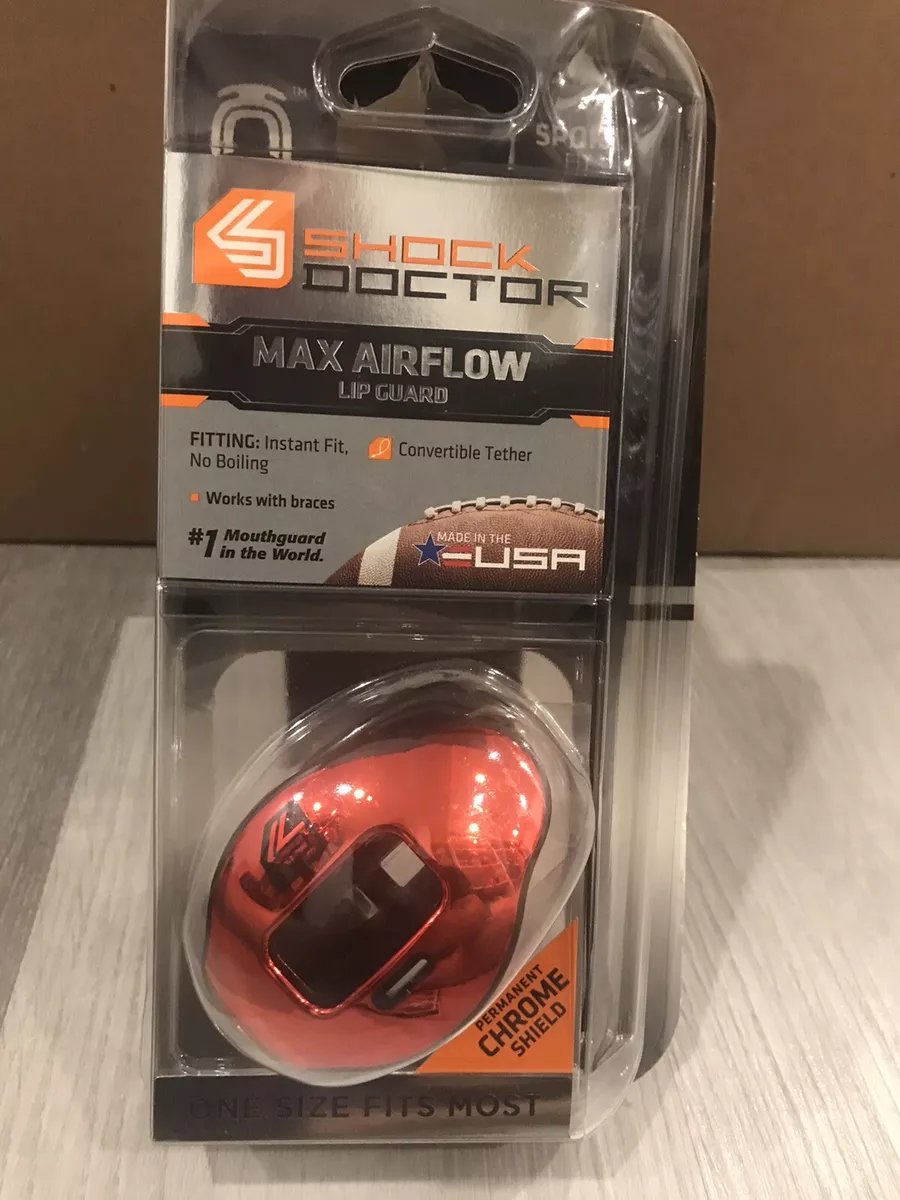 ™
SHOCK
DOCTOR
MAX AIRFLOW
LIP GUARD
FITTING: Instant Fit,
No Boiling
Convertible Tether
Works with braces
#1 Mouthguard
in the World.
MADE IN THE
USA
PERMANENT
CHROME
SHIELD
ONE SIZE FITS MOST